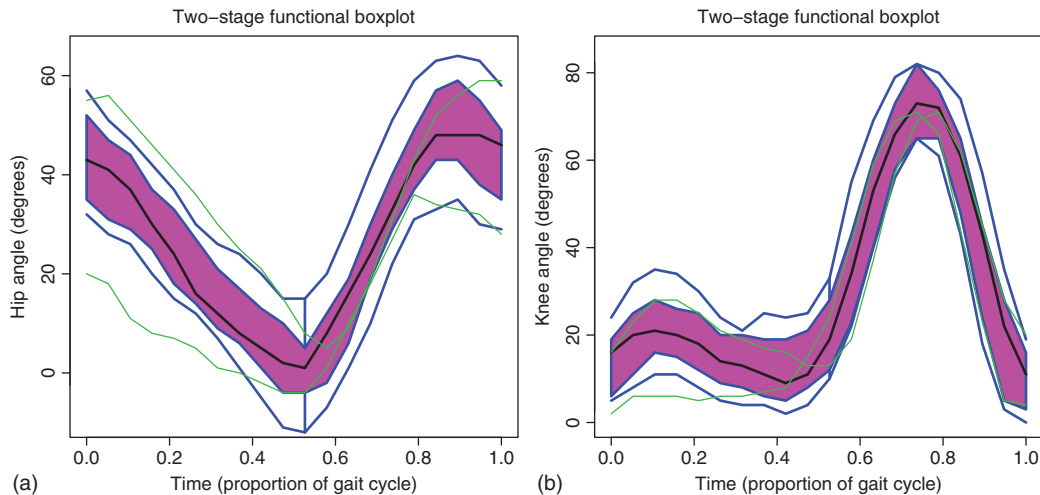 Two-stage functional boxplot
Hip angle (degrees)
60
40
20
0
0.0 0.2 0.4 0.6 0.8 1.0
Time (proportion of gait cycle)
(a)
Two-stage functional boxplot
Knee angle (degrees)
80
60
40
20
0
0.0 0.2 0.4 0.6 0.8 1.0
Time (proportion of gait cycle)
(b)